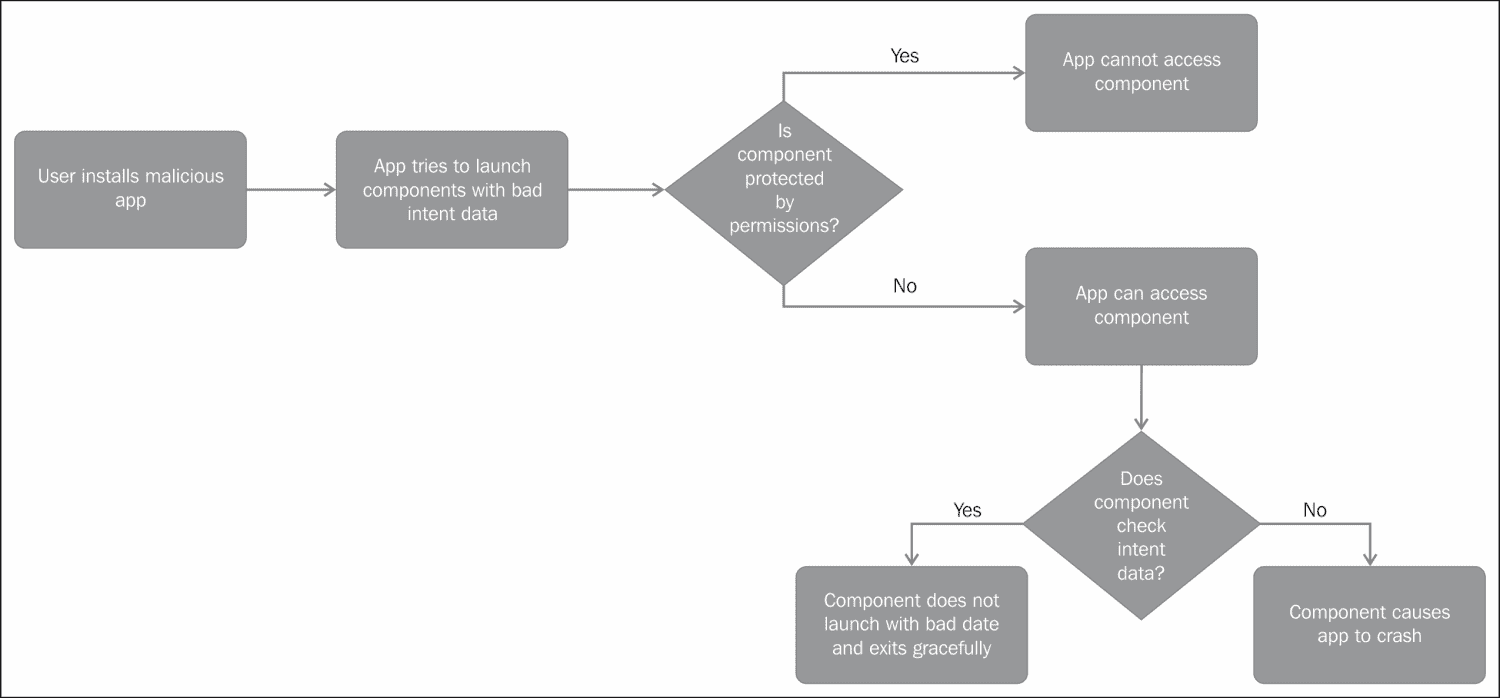 User installs malicious
app
App tries to launch
components with bad
intent data
Is
component
protected
by
permissions?
Yes
App cannot access
component
No
App can access
component
Does
component
check
intent
data?
Yes
Component does not
launch with bad date
and exits gracefully
No
Component causes
app to crash